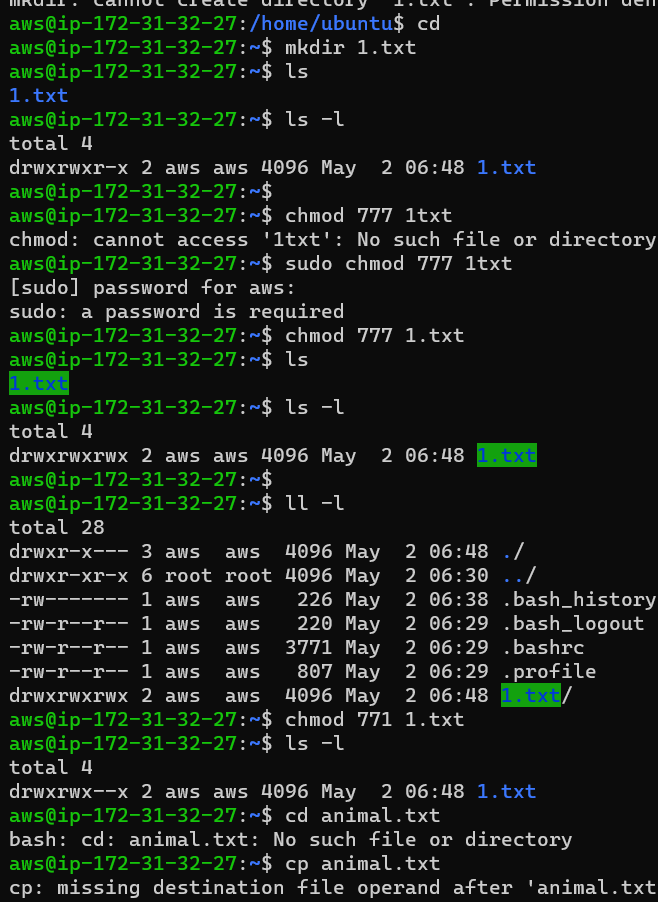 mkdir: cannot create directory '1.txt': Permission den
aws@ip-172-31-32-27:/home/ubuntu$ cd
aws@ip-172-31-32-27:~$ mkdir 1.txt
aws@ip-172-31-32-27:~$ ls
1.txt
aws@ip-172-31-32-27:~$ ls -l
total 4
drwxrwxr-x 2 aws aws 4096 May  2 06:48 1.txt
aws@ip-172-31-32-27:~$
aws@ip-172-31-32-27:~$ chmod 777 1txt
chmod: cannot access '1txt': No such file or directory
aws@ip-172-31-32-27:~$ sudo chmod 777 1txt
[sudo] password for aws:
sudo: a password is required
aws@ip-172-31-32-27:~$ chmod 777 1.txt
aws@ip-172-31-32-27:~$ ls
1.txt
aws@ip-172-31-32-27:~$ ls -l
total 4
drwxrwxrwx 2 aws aws 4096 May  2 06:48 1.txt
aws@ip-172-31-32-27:~$
aws@ip-172-31-32-27:~$ ll -l
total 28
drwxr-x--- 3 aws  aws  4096 May  2 06:48 ./
drwxr-xr-x 6 root root 4096 May  2 06:30 ../
-rw------- 1 aws  aws   226 May  2 06:38 .bash_history
-rw-r--r-- 1 aws  aws   220 May  2 06:29 .bash_logout
-rw-r--r-- 1 aws  aws  3771 May  2 06:29 .bashrc
-rw-r--r-- 1 aws  aws   807 May  2 06:29 .profile
drwxrwxrwx 2 aws  aws  4096 May  2 06:48 1.txt/
aws@ip-172-31-32-27:~$ chmod 771 1.txt
aws@ip-172-31-32-27:~$ ls -l
total 4
drwxrwx--x 2 aws aws 4096 May  2 06:48 1.txt
aws@ip-172-31-32-27:~$ cd animal.txt
bash: cd: animal.txt: No such file or directory
aws@ip-172-31-32-27:~$ cp animal.txt
cp: missing destination file operand after 'animal.txt